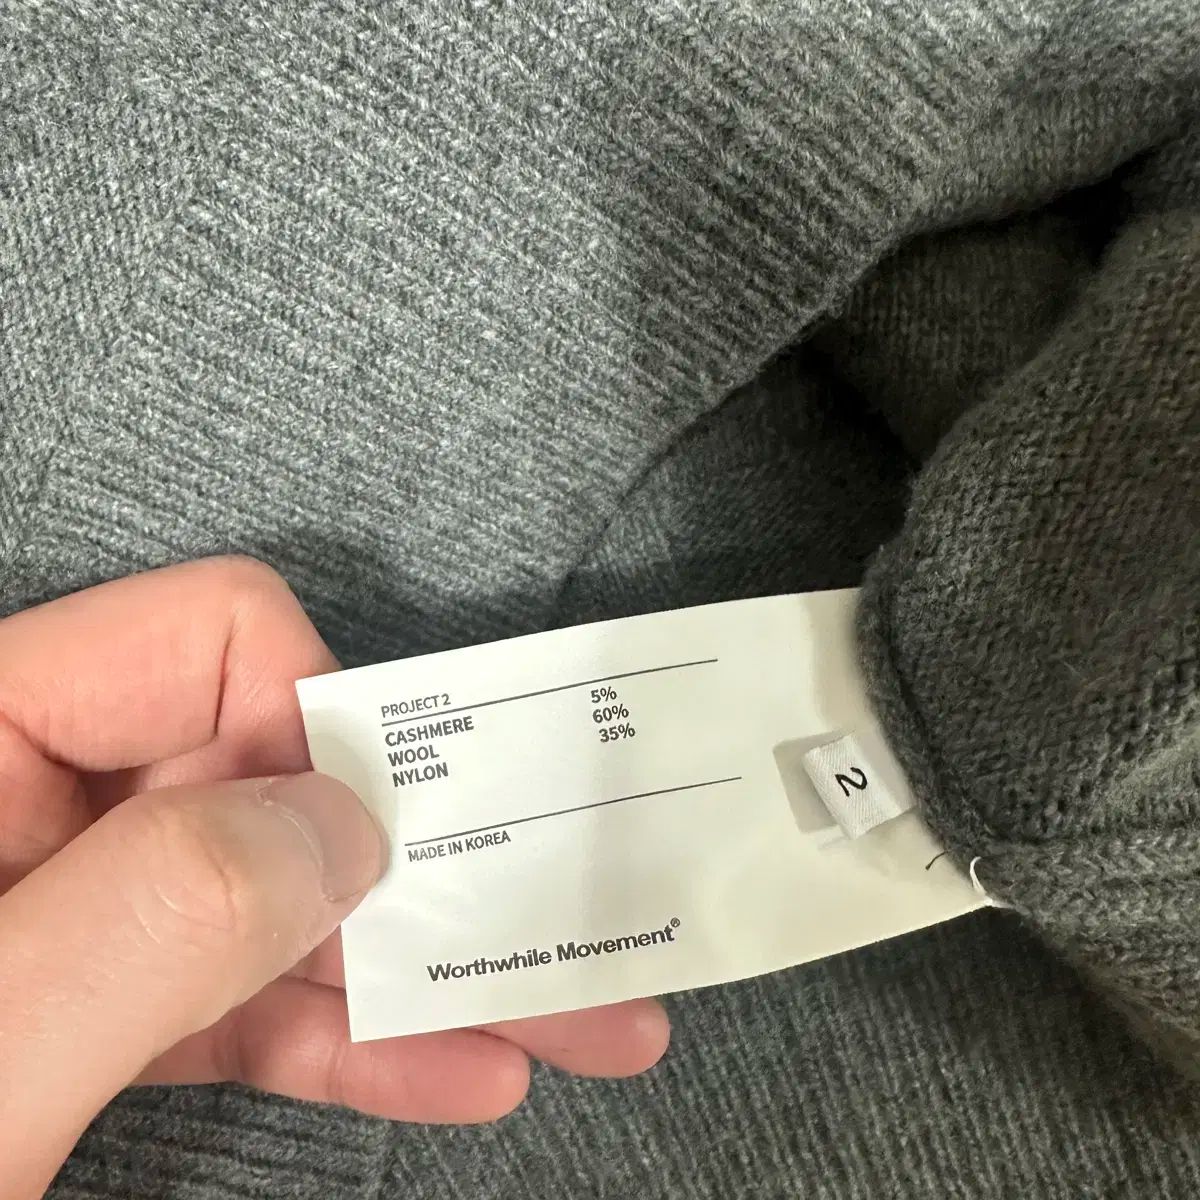 PROJECT 2
CASHMERE 5%
WOOL 60%
NYLON 35%
MADE IN KOREA
Worthwhile Movement®
2